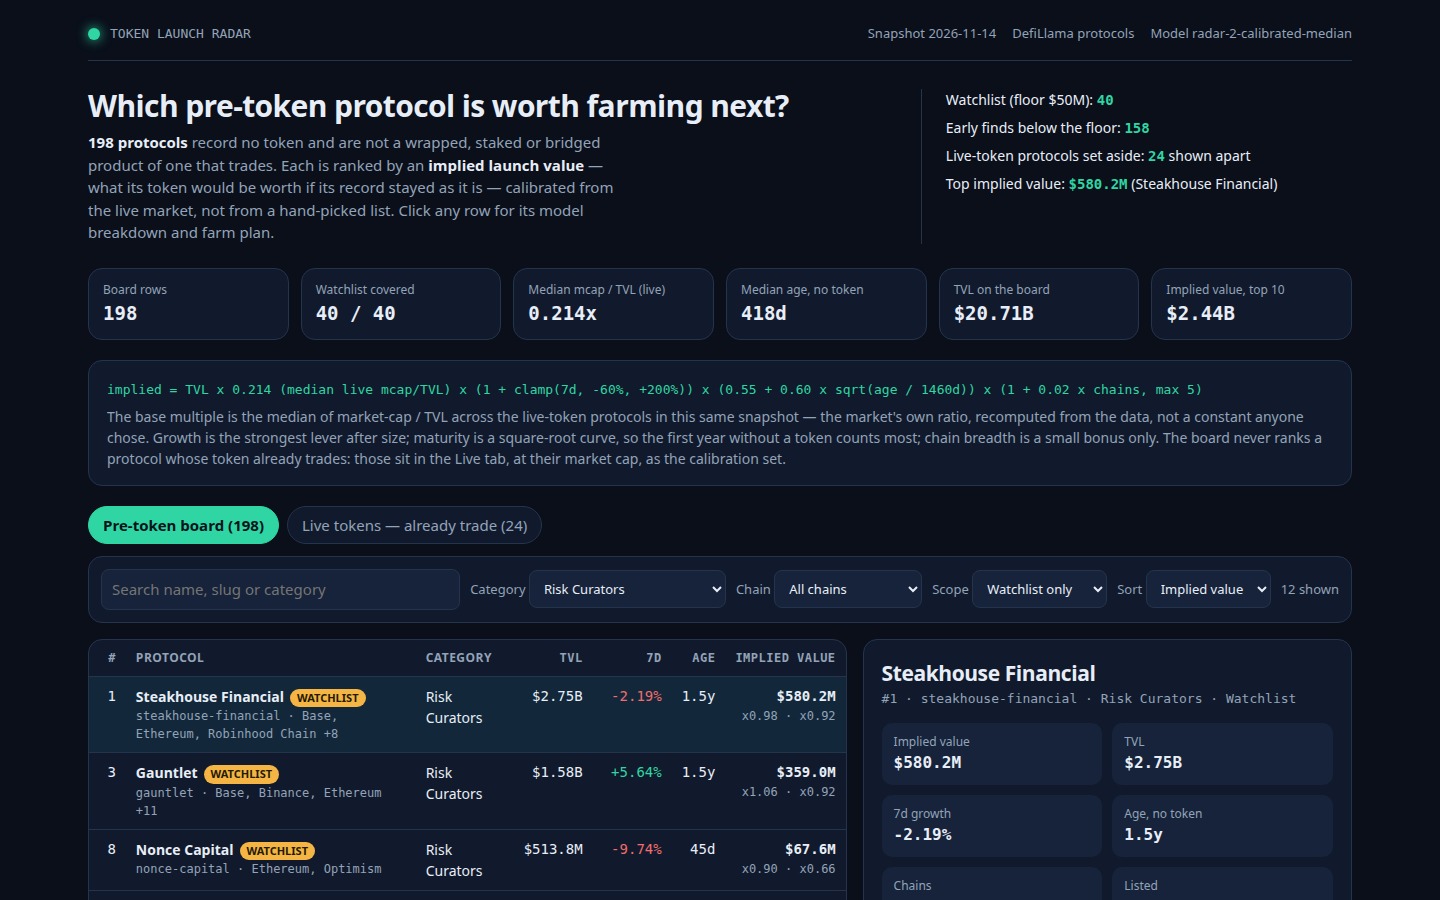 TOKEN LAUNCH RADAR
Snapshot 2026-11-14 DefiLlama protocols Model radar-2-calibrated-median
Which pre-token protocol is worth farming next?
198 protocols record no token and are not a wrapped, staked or bridged
product of one that trades. Each is ranked by an implied launch value —
what its token would be worth if its record stayed as it is — calibrated from
the live market, not from a hand-picked list. Click any row for its model
breakdown and farm plan.
Watchlist (floor $50M): 40
Early finds below the floor: 158
Live-token protocols set aside: 24 shown apart
Top implied value: $580.2M (Steakhouse Financial)
Board rows
198
Watchlist covered
40 / 40
Median mcap / TVL (live)
0.214x
Median age, no token
418d
TVL on the board
$20.71B
Implied value, top 10
$2.44B
implied = TVL x 0.214 (median live mcap/TVL) x (1 + clamp(7d, -60%, +200%)) x (0.55 + 0.60 x sqrt(age / 1460d)) x (1 + 0.02 x chains, max 5)
The base multiple is the median of market-cap / TVL across the live-token protocols in this same snapshot — the market's own ratio, recomputed from the data, not a constant anyone
chose. Growth is the strongest lever after size; maturity is a square-root curve, so the first year without a token counts most; chain breadth is a small bonus only. The board never ranks a
protocol whose token already trades: those sit in the Live tab, at their market cap, as the calibration set.
Pre-token board (198) Live tokens — already trade (24)
Search name, slug or category Category Risk Curators Chain All chains Scope Watchlist only Sort Implied value 12 shown
# PROTOCOL CATEGORY TVL 7D AGE IMPLIED VALUE
1 Steakhouse Financial WATCHLIST Risk $2.75B -2.19% 1.5y $580.2M
steakhouse-financial · Base, Curators x0.98 · x0.92
Ethereum, Robinhood Chain +8
3 Gauntlet WATCHLIST Risk $1.58B +5.64% 1.5y $359.0M
gauntlet · Base, Binance, Ethereum Curators x1.06 · x0.92
+11
8 Nonce Capital WATCHLIST Risk $513.8M -9.74% 45d $67.6M
nonce-capital · Ethereum, Optimism Curators x0.90 · x0.66
Steakhouse Financial
#1 · steakhouse-financial · Risk Curators · Watchlist
Implied value
$580.2M
TVL
$2.75B
7d growth
-2.19%
Age, no token
1.5y
Chains
Listed